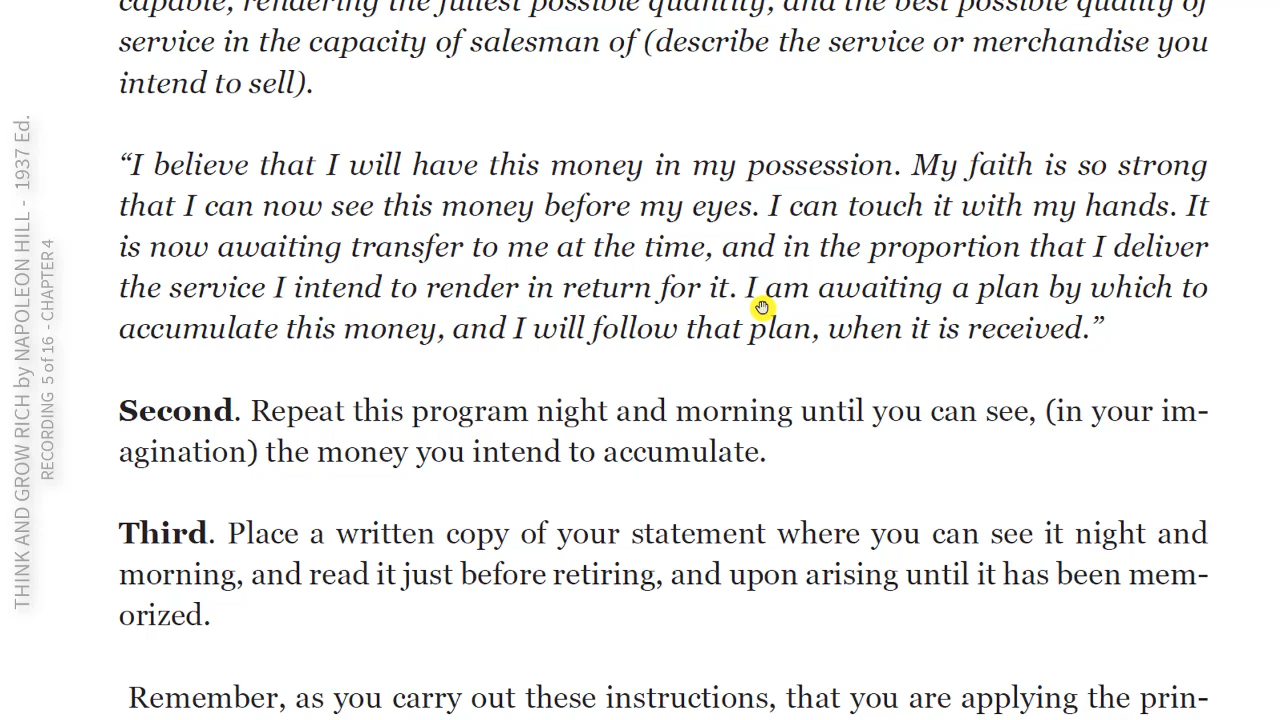 capable, rendering the fullest possible quantity, and the best possible quality of
service in the capacity of salesman of (describe the service or merchandise you
intend to sell).
“I believe that I will have this money in my possession. My faith is so strong
that I can now see this money before my eyes. I can touch it with my hands. It
is now awaiting transfer to me at the time, and in the proportion that I deliver
the service I intend to render in return for it. I am awaiting a plan by which to
accumulate this money, and I will follow that plan, when it is received.”
Second. Repeat this program night and morning until you can see, (in your im-
agination) the money you intend to accumulate.
Third. Place a written copy of your statement where you can see it night and
morning, and read it just before retiring, and upon arising until it has been mem-
orized.
Remember, as you carry out these instructions, that you are applying the prin-
THINK AND GROW RICH by NAPOLEON HILL - 1937 Ed.
RECORDING 5 of 16 - CHAPTER 4